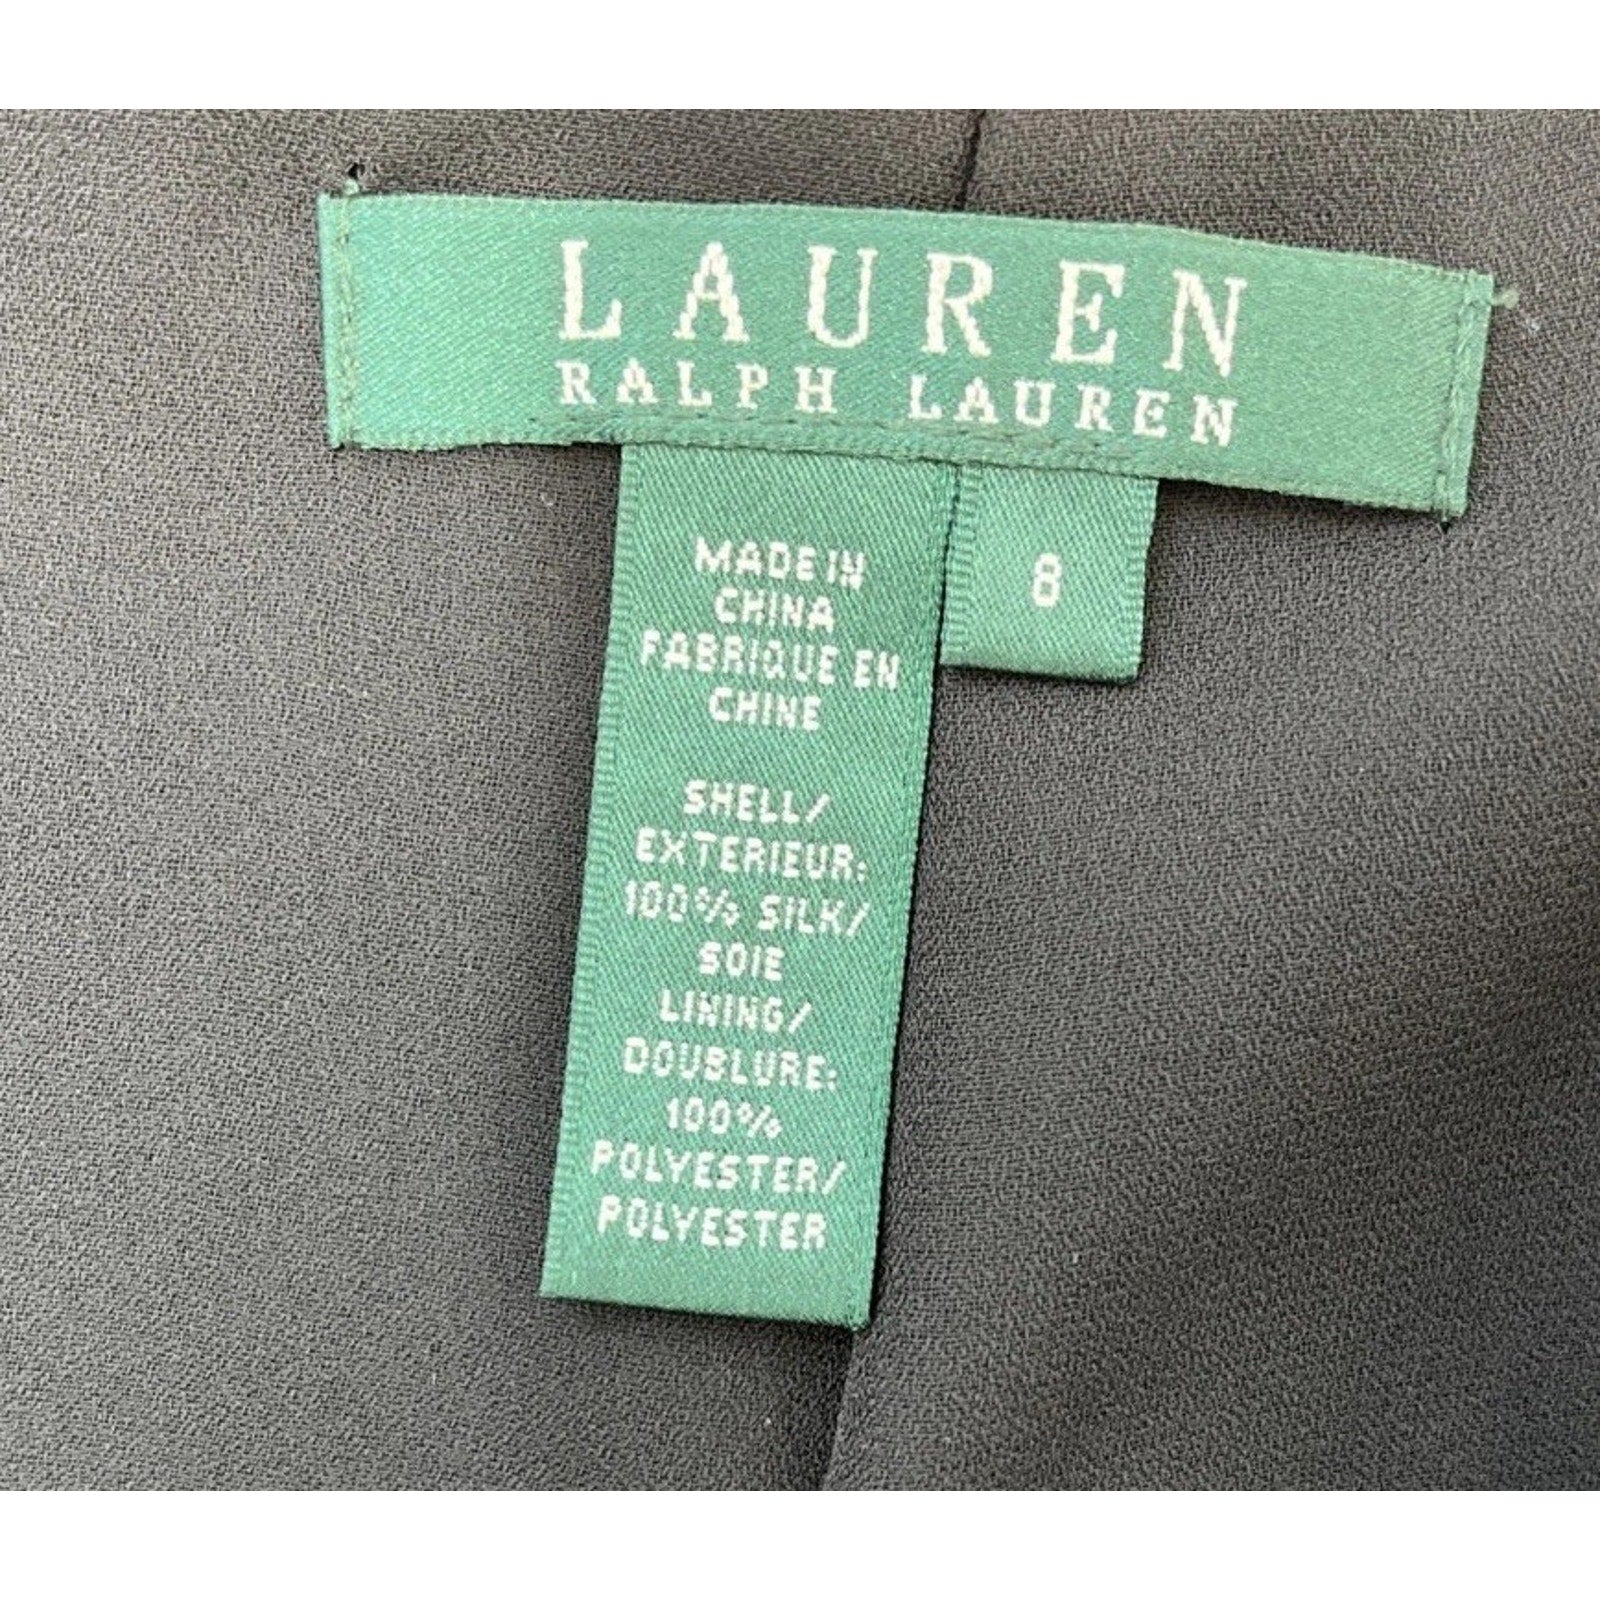 LAUREN
RALPH LAUREN
8
MADE IN
CHINA
FABRIQUE EN
CHINE
SHELL/
EXTERIEUR:
100% SILK/
SOIE
LINING/
DOUBLURE:
100%
POLYESTER/
POLYESTER